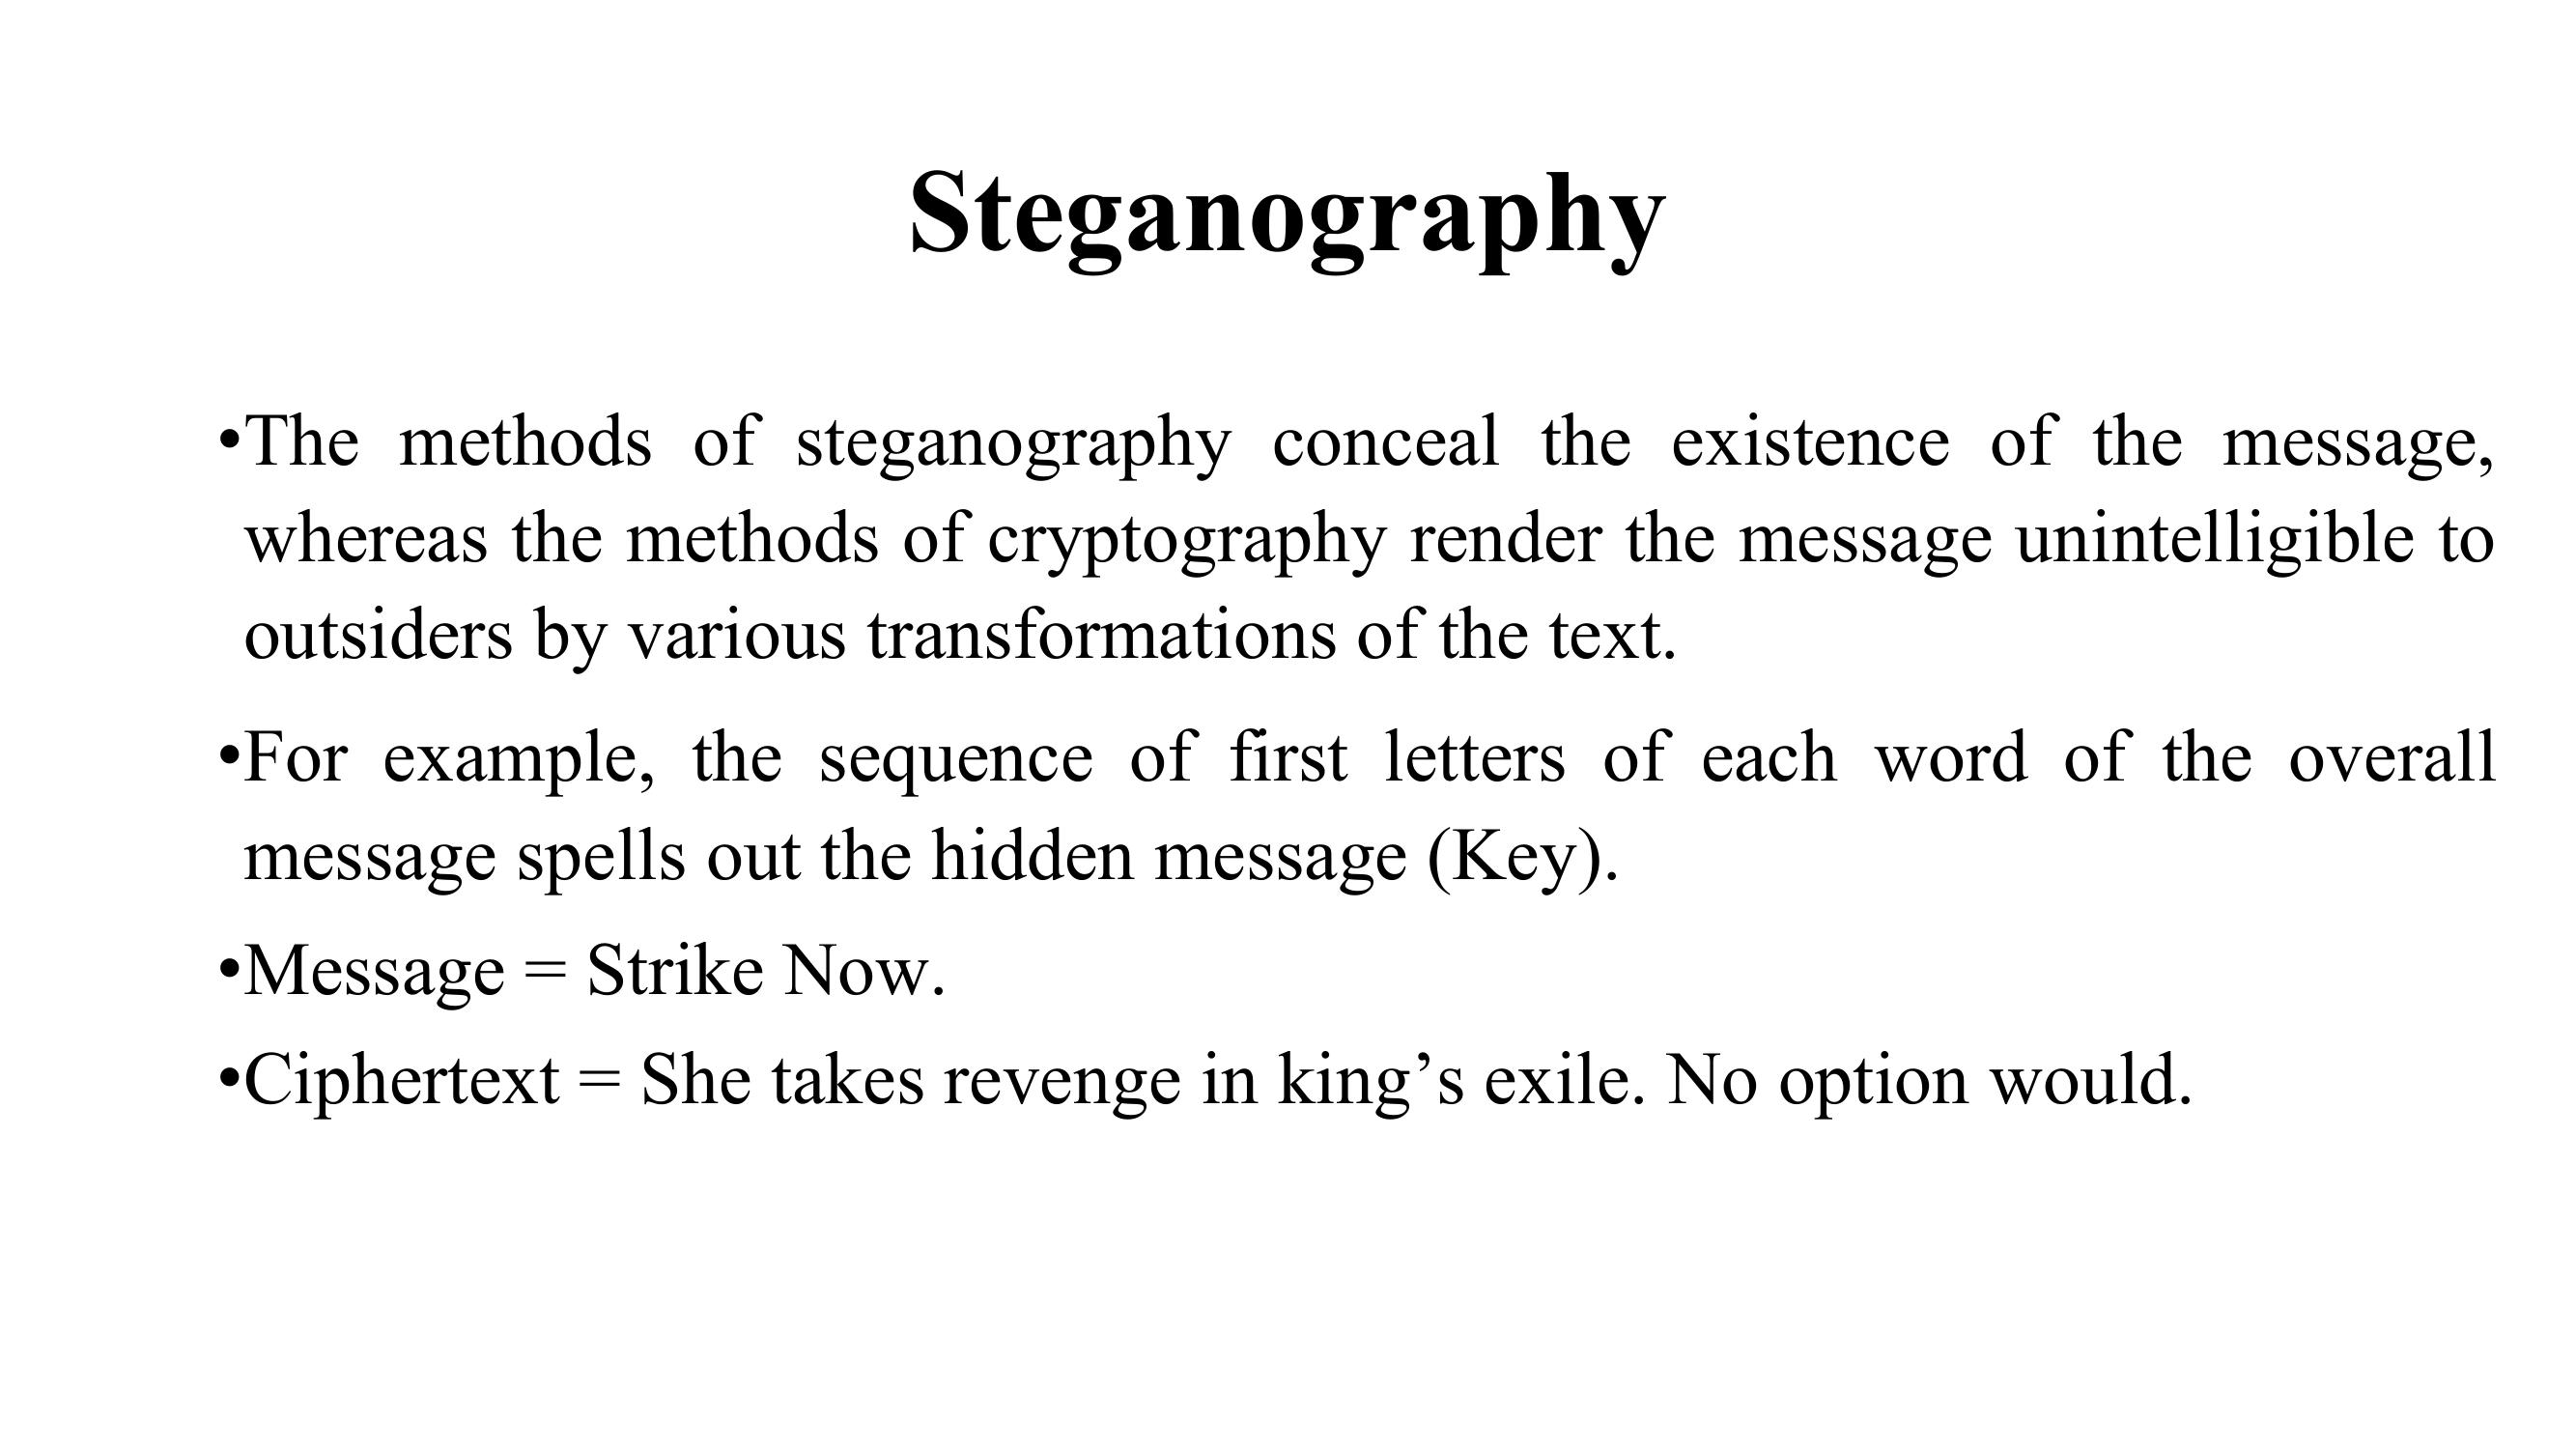 Steganography
•The methods of steganography conceal the existence of the message,
whereas the methods of cryptography render the message unintelligible to
outsiders by various transformations of the text.
•For example, the sequence of first letters of each word of the overall
message spells out the hidden message (Key).
•Message = Strike Now.
•Ciphertext = She takes revenge in king’s exile. No option would.